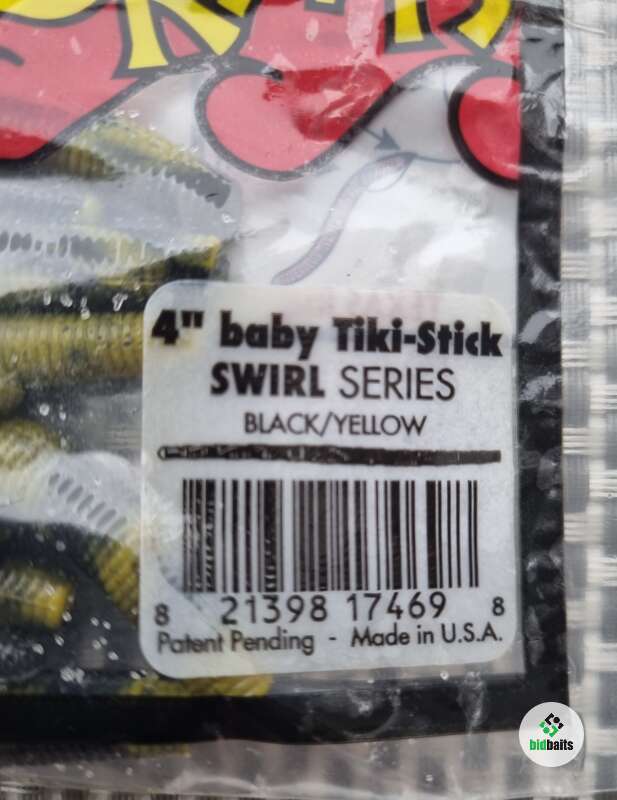 4" baby Tiki-Stick
SWIRL SERIES
BLACK/YELLOW
8 21398 17469 8
Patent Pending - Made in U.S.A.
bidbaits